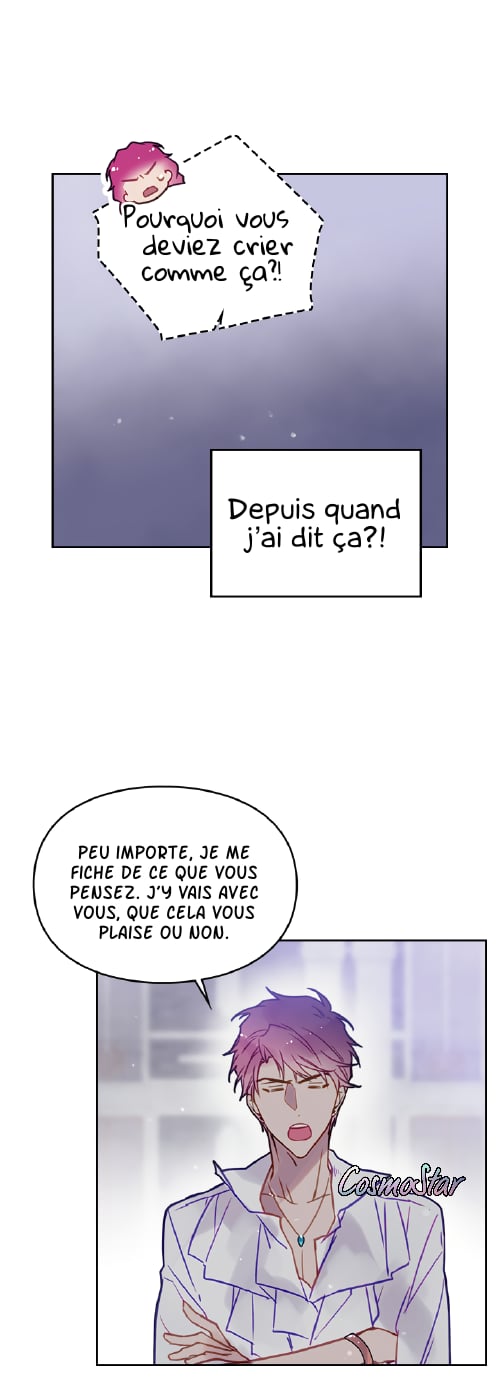 Pourquoi vous
deviez crier
comme ça?!
Depuis quand
j'ai dit ça?!
PEU IMPORTE, JE ME
FICHE DE CE QUE VOUS
PENSEZ. J'Y VAIS AVEC
VOUS, QUE CELA VOUS
PLAISE OU NON.
CosmoStar